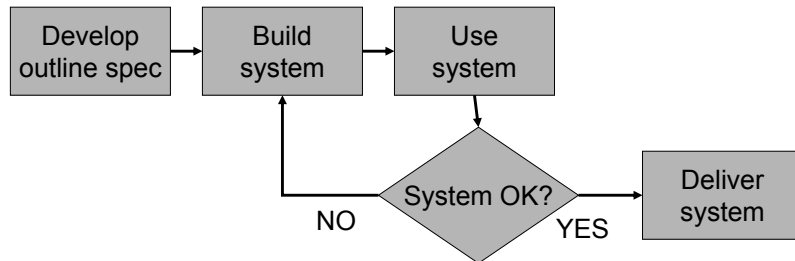 Develop
outline spec
Build
system
Use
system
System OK?
NO
YES
Deliver
system